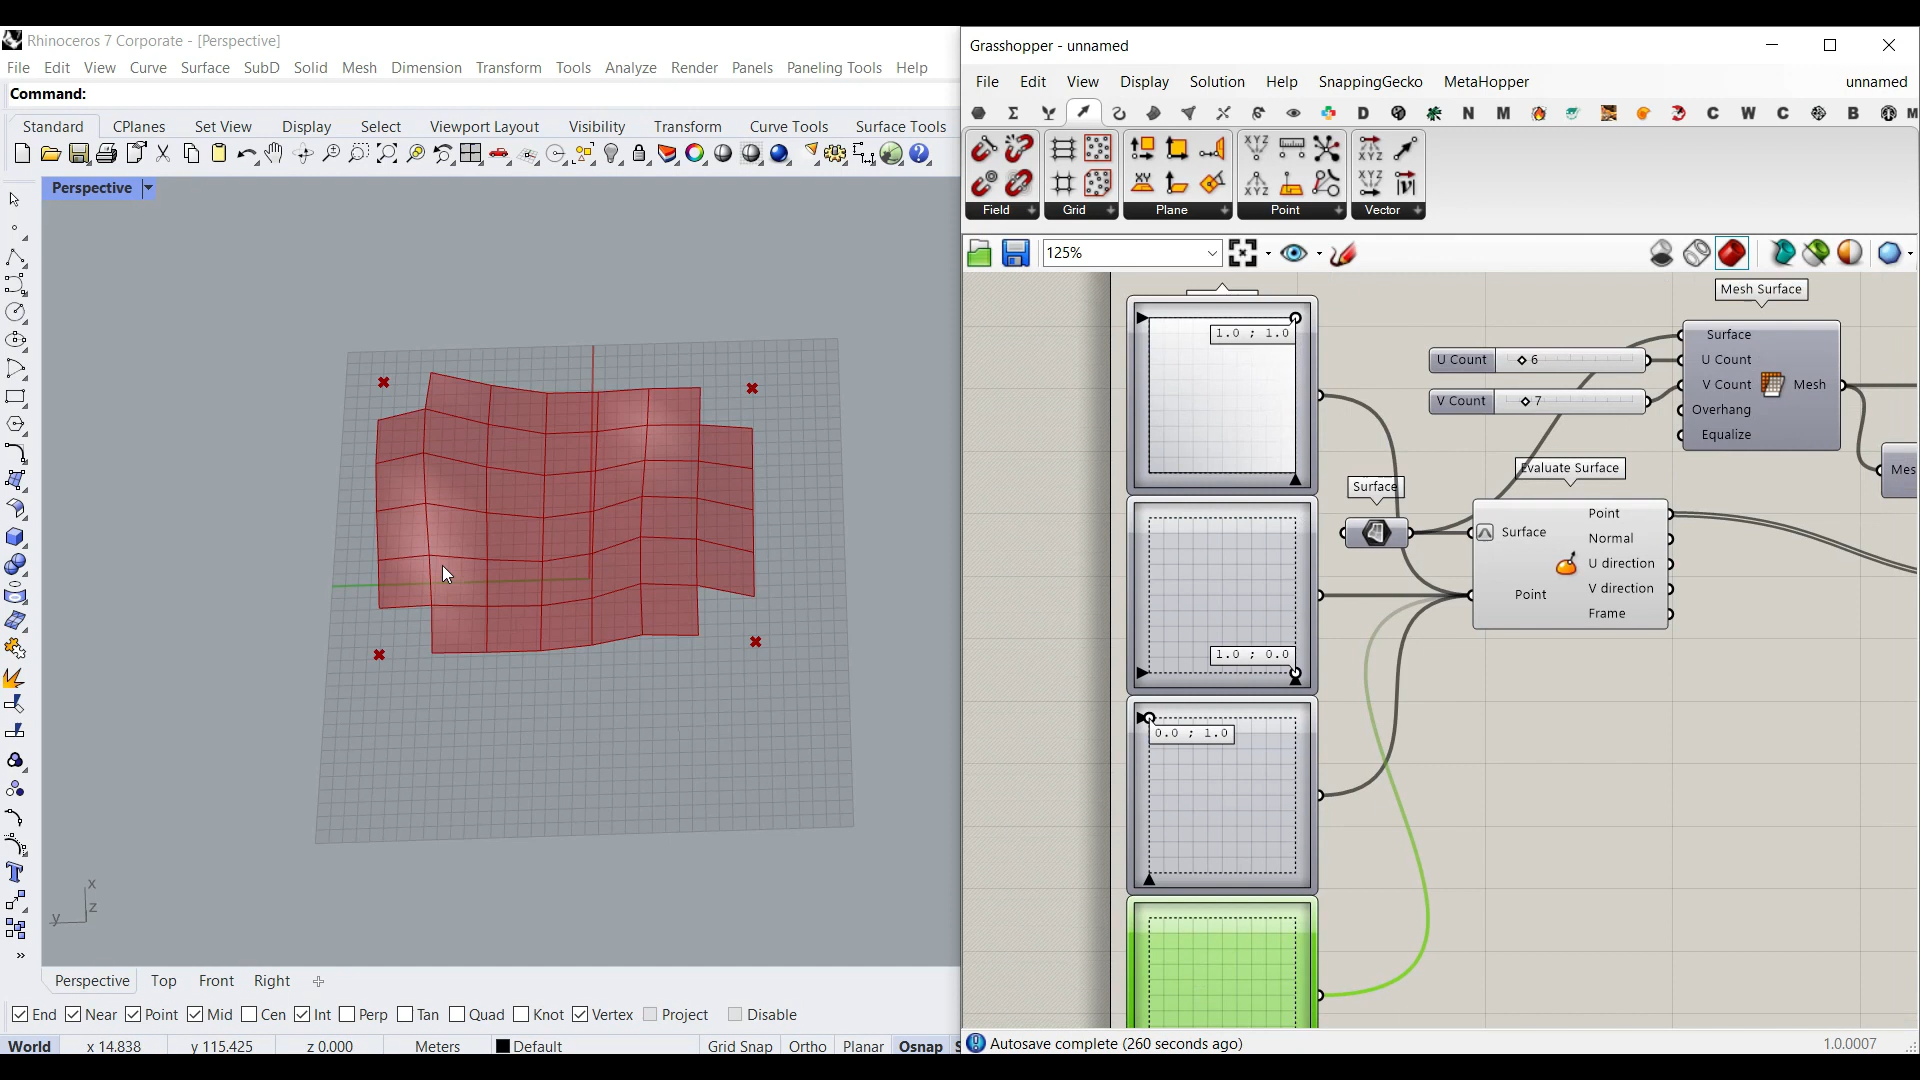 Rhinoceros 7 Corporate - [Perspective]
File Edit View Curve Surface SubD Solid Mesh Dimension Transform Tools Analyze Render Panels Paneling Tools Help
Command:
Standard CPlanes Set View Display Select Viewport Layout Visibility Transform Curve Tools Surface Tools
Perspective
x
y z
Perspective Top Front Right
End Near Point Mid Cen Int Perp Tan Quad Knot Vertex Project Disable
World x 14.838 y 115.425 z 0.000 Meters Default Grid Snap Ortho Planar Osnap S
Grasshopper - unnamed
File Edit View Display Solution Help SnappingGecko MetaHopper unnamed
D N M C W C B M
Field Grid Plane Point Vector
125%
Mesh Surface
1.0 ; 1.0
Surface
U Count 6
U Count
V Count Mesh
V Count 7
Overhang
Equalize
Mes
Evaluate Surface
Surface
Point
Surface
Normal
U direction
V direction
Point
Frame
1.0 ; 0.0
0.0 ; 1.0
Autosave complete (260 seconds ago)
1.0.0007